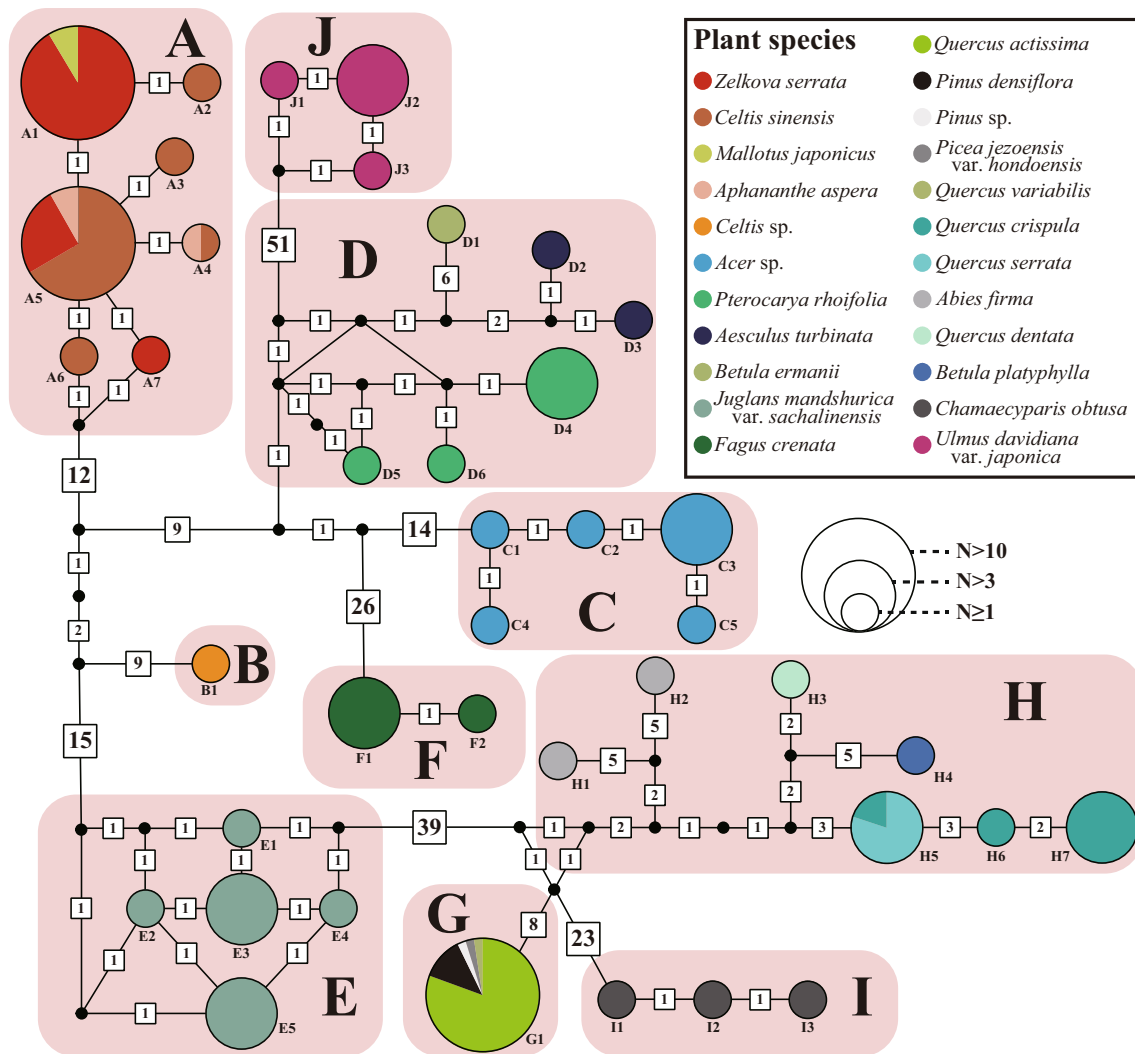 A
A1
1
A2
1
A3
1
1
A4
A5
1
1
A6
A7
1
1
12
J
J1
1
J2
1
1
1
J3
51
D
D1
D2
6
1
1
1
2
1
D3
1
1
1
1
D4
1
1
1
1
D5
D6
1
9
1
14
C1
1
C2
1
C3
1
1
C4
C5
C
1
2
9
B1
B
26
F1
1
F2
F
15
E
1
1
E1
1
1
1
1
1
E2
1
E3
1
E4
1
1
1
E5
39
1
2
1
1
3
3
2
H
H1
5
H2
5
2
H3
2
5
H4
2
H5
H6
H7
1
1
G
8
G1
23
I1
1
I2
1
I3
I
Plant species
Zelkova serrata
Celtis sinensis
Mallotus japonicus
Aphananthe aspera
Celtis sp.
Acer sp.
Pterocarya rhoifolia
Aesculus turbinata
Betula ermanii
Juglans mandshurica
var. sachalinensis
Fagus crenata
Quercus actissima
Pinus densiflora
Pinus sp.
Picea jezoensis
var. hondoensis
Quercus variabilis
Quercus crispula
Quercus serrata
Abies firma
Quercus dentata
Betula platyphylla
Chamaecyparis obtusa
Ulmus davidiana
var. japonica
N>10
N>3
N≥1